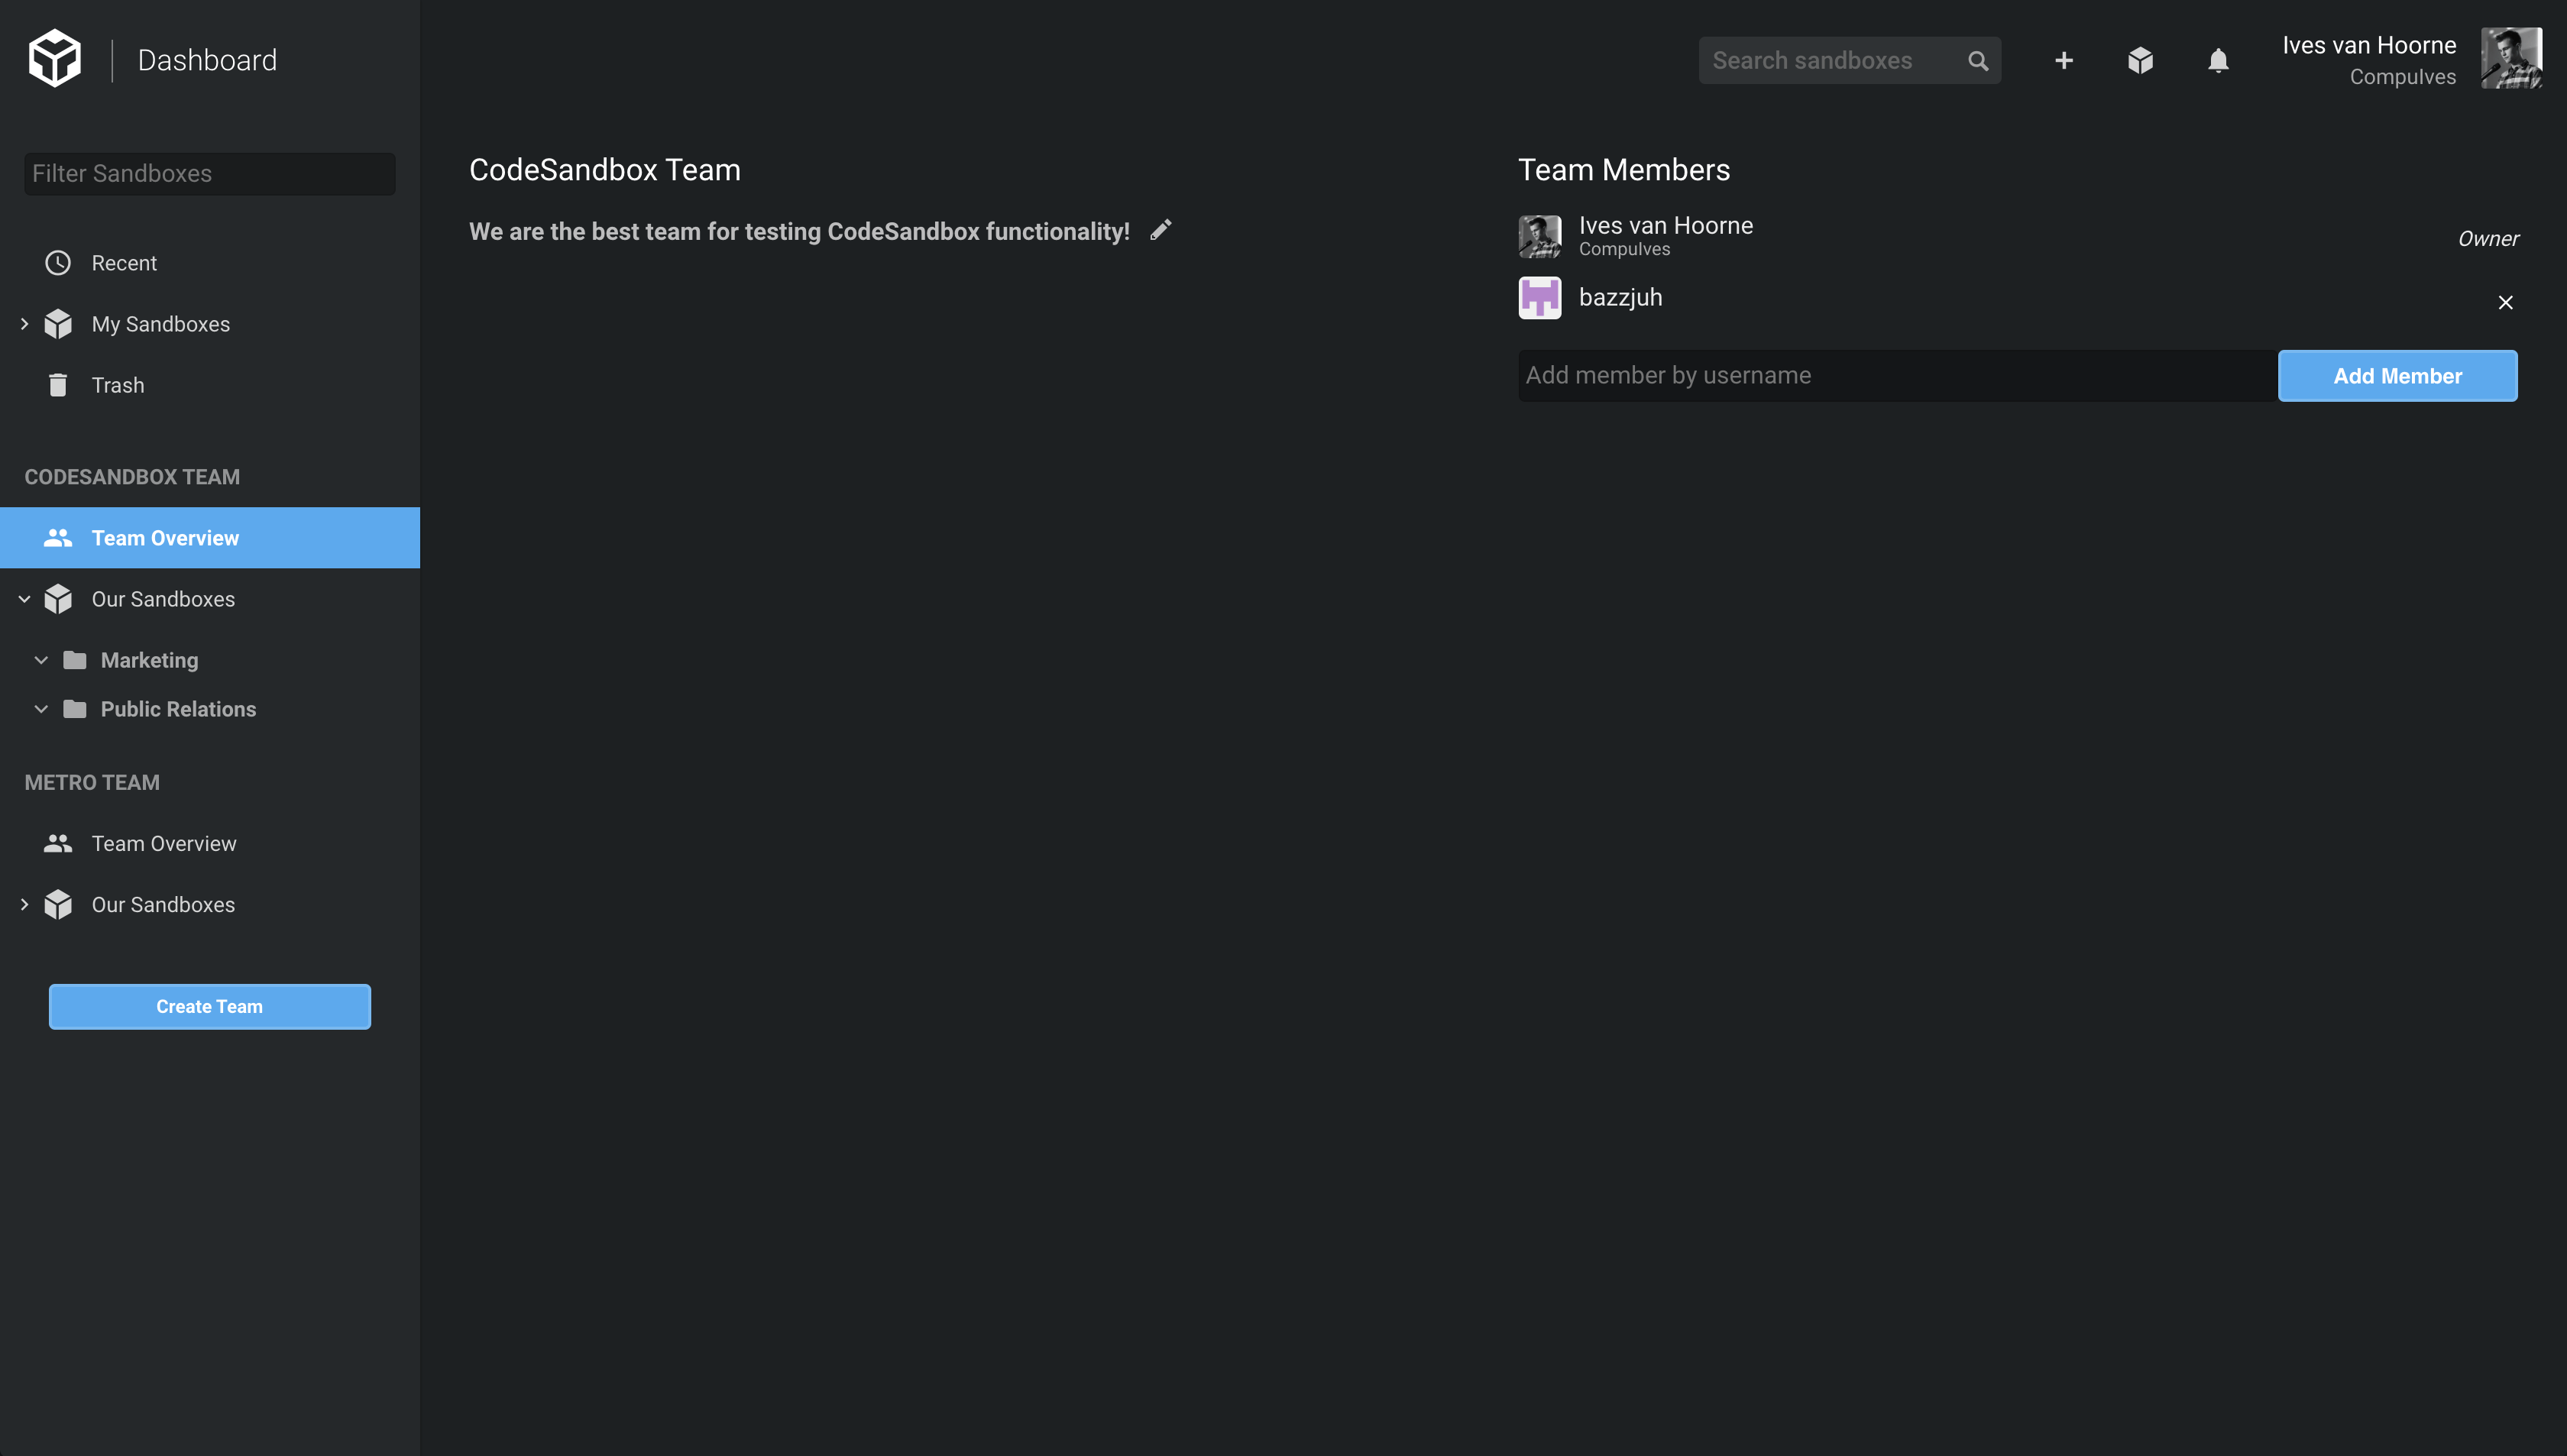 Dashboard
Search sandboxes
Ives van Hoorne
CompuIves
Filter Sandboxes
Recent
My Sandboxes
Trash
CODESANDBOX TEAM
Team Overview
Our Sandboxes
Marketing
Public Relations
METRO TEAM
Team Overview
Our Sandboxes
Create Team
CodeSandbox Team
We are the best team for testing CodeSandbox functionality!
Team Members
Ives van Hoorne
CompuIves
Owner
bazzjuh
Add member by username
Add Member